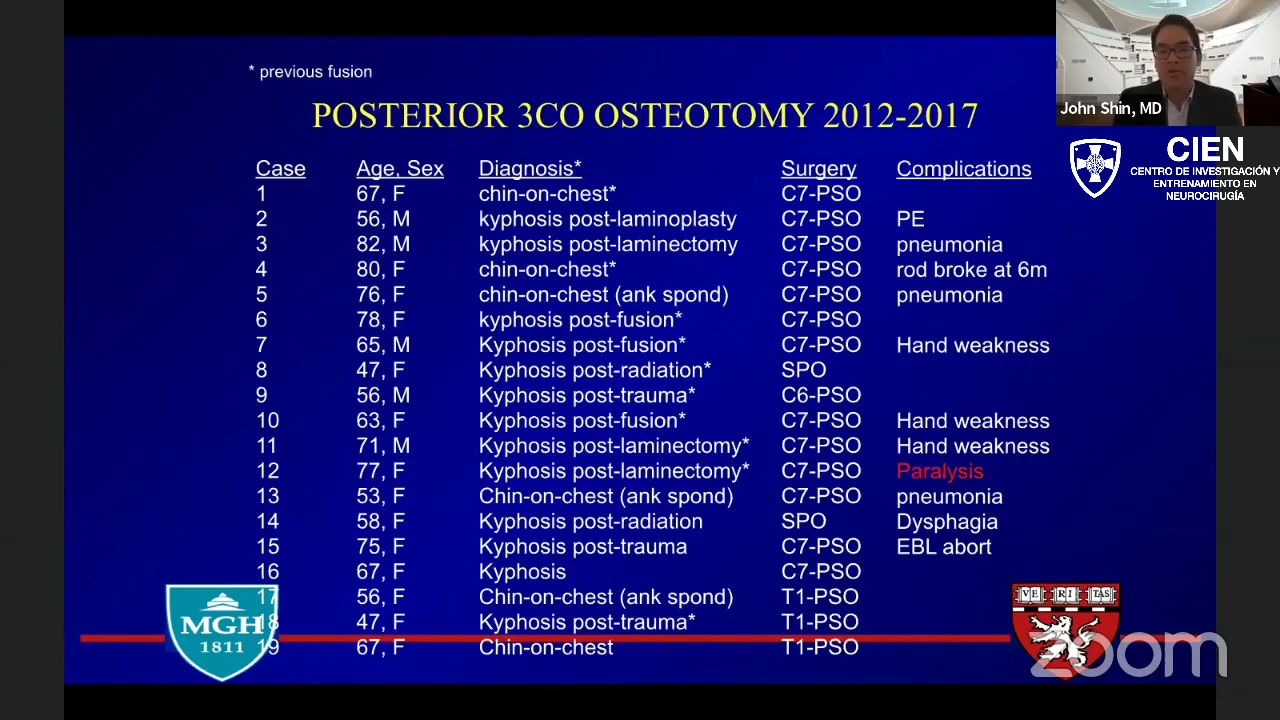 * previous fusion
POSTERIOR 3CO OSTEOTOMY 2012-2017
Case Age, Sex Diagnosis* Surgery Complications
1 67, F chin-on-chest* C7-PSO
2 56, M kyphosis post-laminoplasty C7-PSO PE
3 82, M kyphosis post-laminectomy C7-PSO pneumonia
4 80, F chin-on-chest* C7-PSO rod broke at 6m
5 76, F chin-on-chest (ank spond) C7-PSO pneumonia
6 78, F kyphosis post-fusion* C7-PSO
7 65, M Kyphosis post-fusion* C7-PSO Hand weakness
8 47, F Kyphosis post-radiation* SPO
9 56, M Kyphosis post-trauma* C6-PSO
10 63, F Kyphosis post-fusion* C7-PSO Hand weakness
11 71, M Kyphosis post-laminectomy* C7-PSO Hand weakness
12 77, F Kyphosis post-laminectomy* C7-PSO Paralysis
13 53, F Chin-on-chest (ank spond) C7-PSO pneumonia
14 58, F Kyphosis post-radiation SPO Dysphagia
15 75, F Kyphosis post-trauma C7-PSO EBL abort
16 67, F Kyphosis C7-PSO
17 56, F Chin-on-chest (ank spond) T1-PSO
18 47, F Kyphosis post-trauma* T1-PSO
19 67, F Chin-on-chest T1-PSO
MGH
1811
VE RI TAS
zoom
John Shin, MD
CIEN
CENTRO DE INVESTIGACIÓN Y
ENTRENAMIENTO EN
NEUROCIRUGÍA